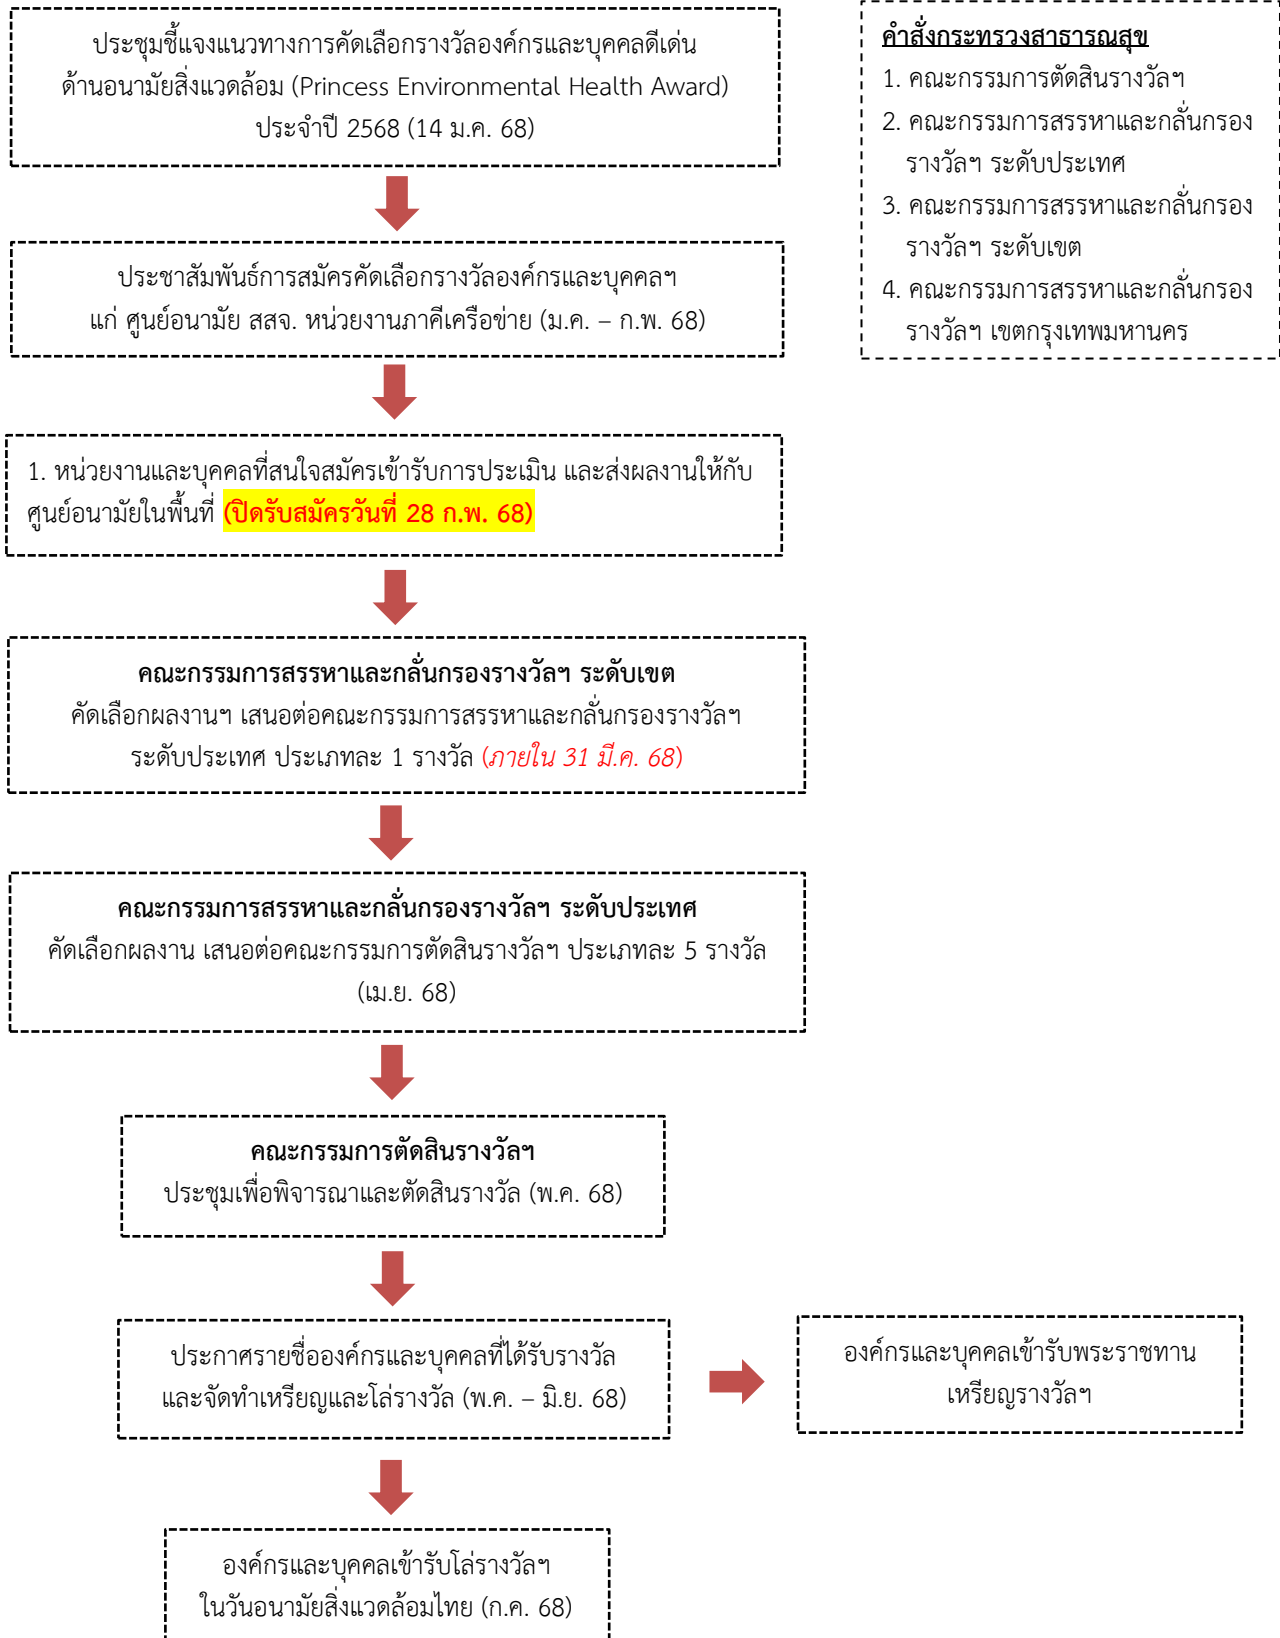 ประชุมชี้แจงแนวทางการคัดเลือกรางวัลองค์กรและบุคคลดีเด่น
ด้านอนามัยสิ่งแวดล้อม (Princess Environmental Health Award)
ประจำปี 2568 (14 ม.ค. 68)
คำสั่งกระทรวงสาธารณสุข
1. คณะกรรมการตัดสินรางวัลฯ
2. คณะกรรมการสรรหาและกลั่นกรอง
รางวัลฯ ระดับประเทศ
3. คณะกรรมการสรรหาและกลั่นกรอง
รางวัลฯ ระดับเขต
4. คณะกรรมการสรรหาและกลั่นกรอง
รางวัลฯ เขตกรุงเทพมหานคร
ประชาสัมพันธ์การสมัครคัดเลือกรางวัลองค์กรและบุคคลฯ
แก่ ศูนย์อนามัย สสจ. หน่วยงานภาคีเครือข่าย (ม.ค. – ก.พ. 68)
1. หน่วยงานและบุคคลที่สนใจสมัครเข้ารับการประเมิน และส่งผลงานให้กับ
ศูนย์อนามัยในพื้นที่ (ปิดรับสมัครวันที่ 28 ก.พ. 68)
คณะกรรมการสรรหาและกลั่นกรองรางวัลฯ ระดับเขต
คัดเลือกผลงานฯ เสนอต่อคณะกรรมการสรรหาและกลั่นกรองรางวัลฯ
ระดับประเทศ ประเภทละ 1 รางวัล (ภายใน 31 มี.ค. 68)
คณะกรรมการสรรหาและกลั่นกรองรางวัลฯ ระดับประเทศ
คัดเลือกผลงาน เสนอต่อคณะกรรมการตัดสินรางวัลฯ ประเภทละ 5 รางวัล
(เม.ย. 68)
คณะกรรมการตัดสินรางวัลฯ
ประชุมเพื่อพิจารณาและตัดสินรางวัล (พ.ค. 68)
ประกาศรายชื่อองค์กรและบุคคลที่ได้รับรางวัล
และจัดทำเหรียญและโล่รางวัล (พ.ค. – มิ.ย. 68)
องค์กรและบุคคลเข้ารับพระราชทาน
เหรียญรางวัลฯ
องค์กรและบุคคลเข้ารับโล่รางวัลฯ
ในวันอนามัยสิ่งแวดล้อมไทย (ก.ค. 68)